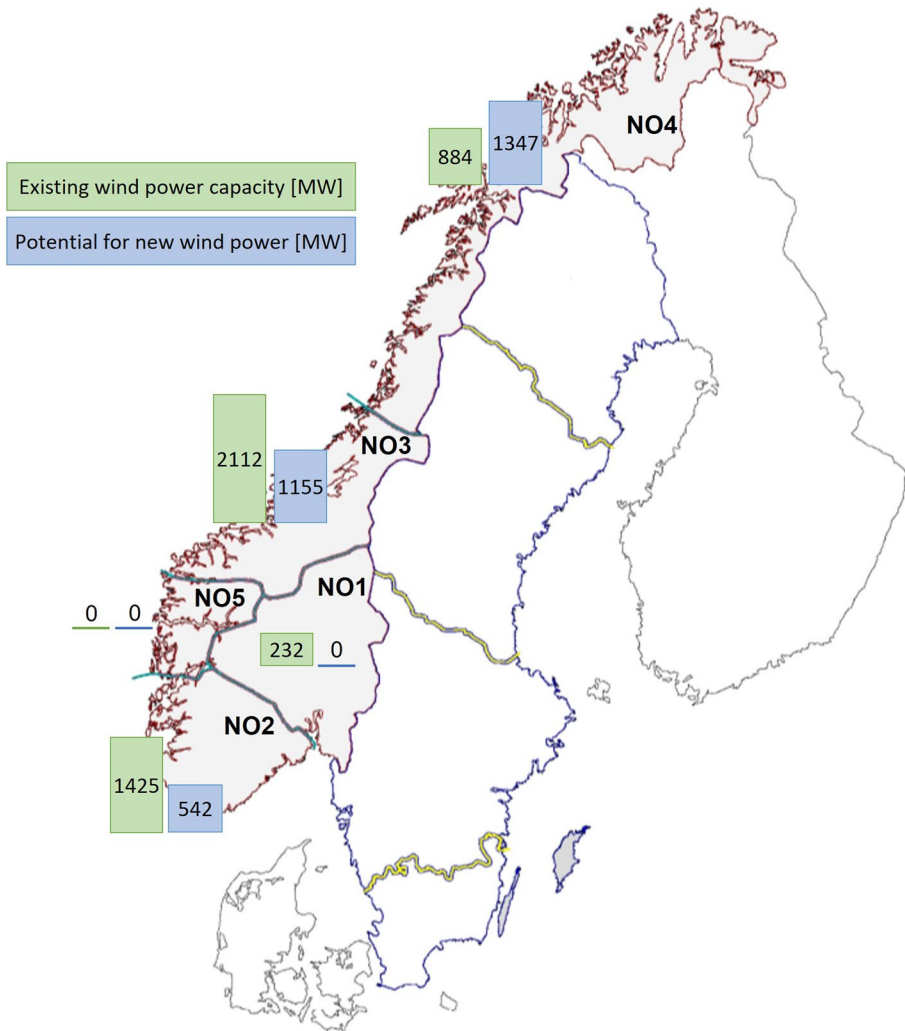 NO4
884
1347
Existing wind power capacity [MW]
Potential for new wind power [MW]
2112
1155
NO3
NO5
NO1
0
0
232
0
NO2
1425
542